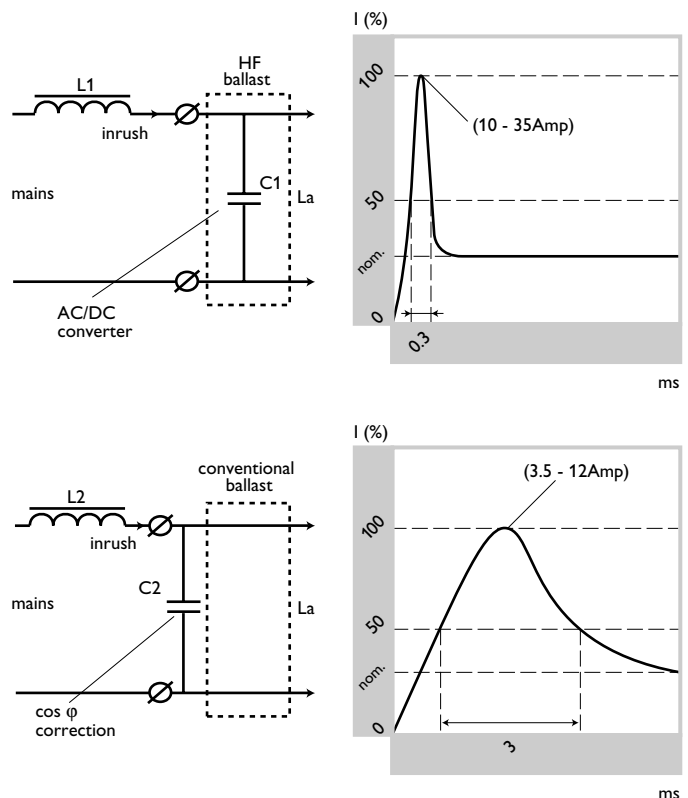 I (%)
HF
ballast
L1
inrush
100
(10 - 35Amp)
mains
C1
La
50
nom.
0
AC/DC
converter
0.3
ms
I (%)
conventional
ballast
(3.5 - 12Amp)
L2
inrush
100
C2
mains
La
50
nom.
0
cos φ
correction
3
ms